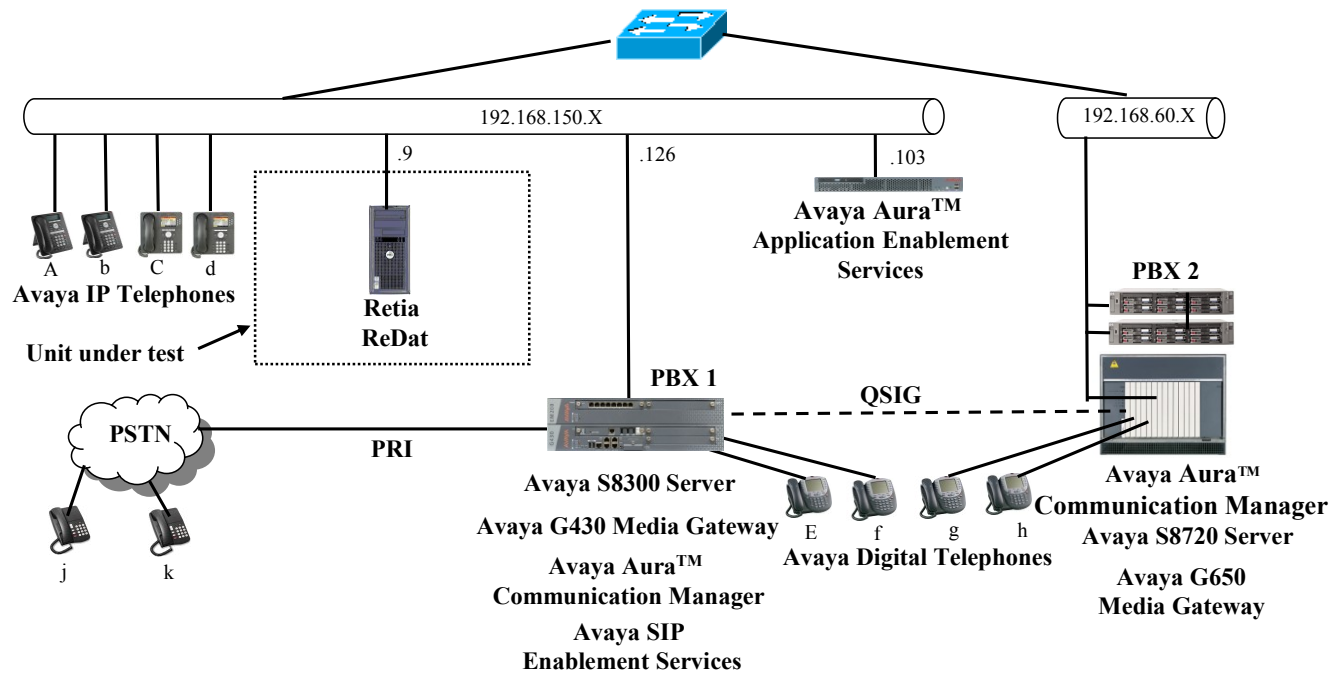 192.168.150.X
192.168.60.X
.9
.126
.103
A
b
C
d
Avaya IP Telephones
Retia
ReDat
Unit under test
Avaya Aura™
Application Enablement
Services
PBX 2
PBX 1
QSIG
PSTN
PRI
j
k
Avaya S8300 Server
Avaya G430 Media Gateway
Avaya Aura™
Communication Manager
Avaya SIP
Enablement Services
E
f
g
h
Avaya Digital Telephones
Avaya Aura™
Communication Manager
Avaya S8720 Server
Avaya G650
Media Gateway